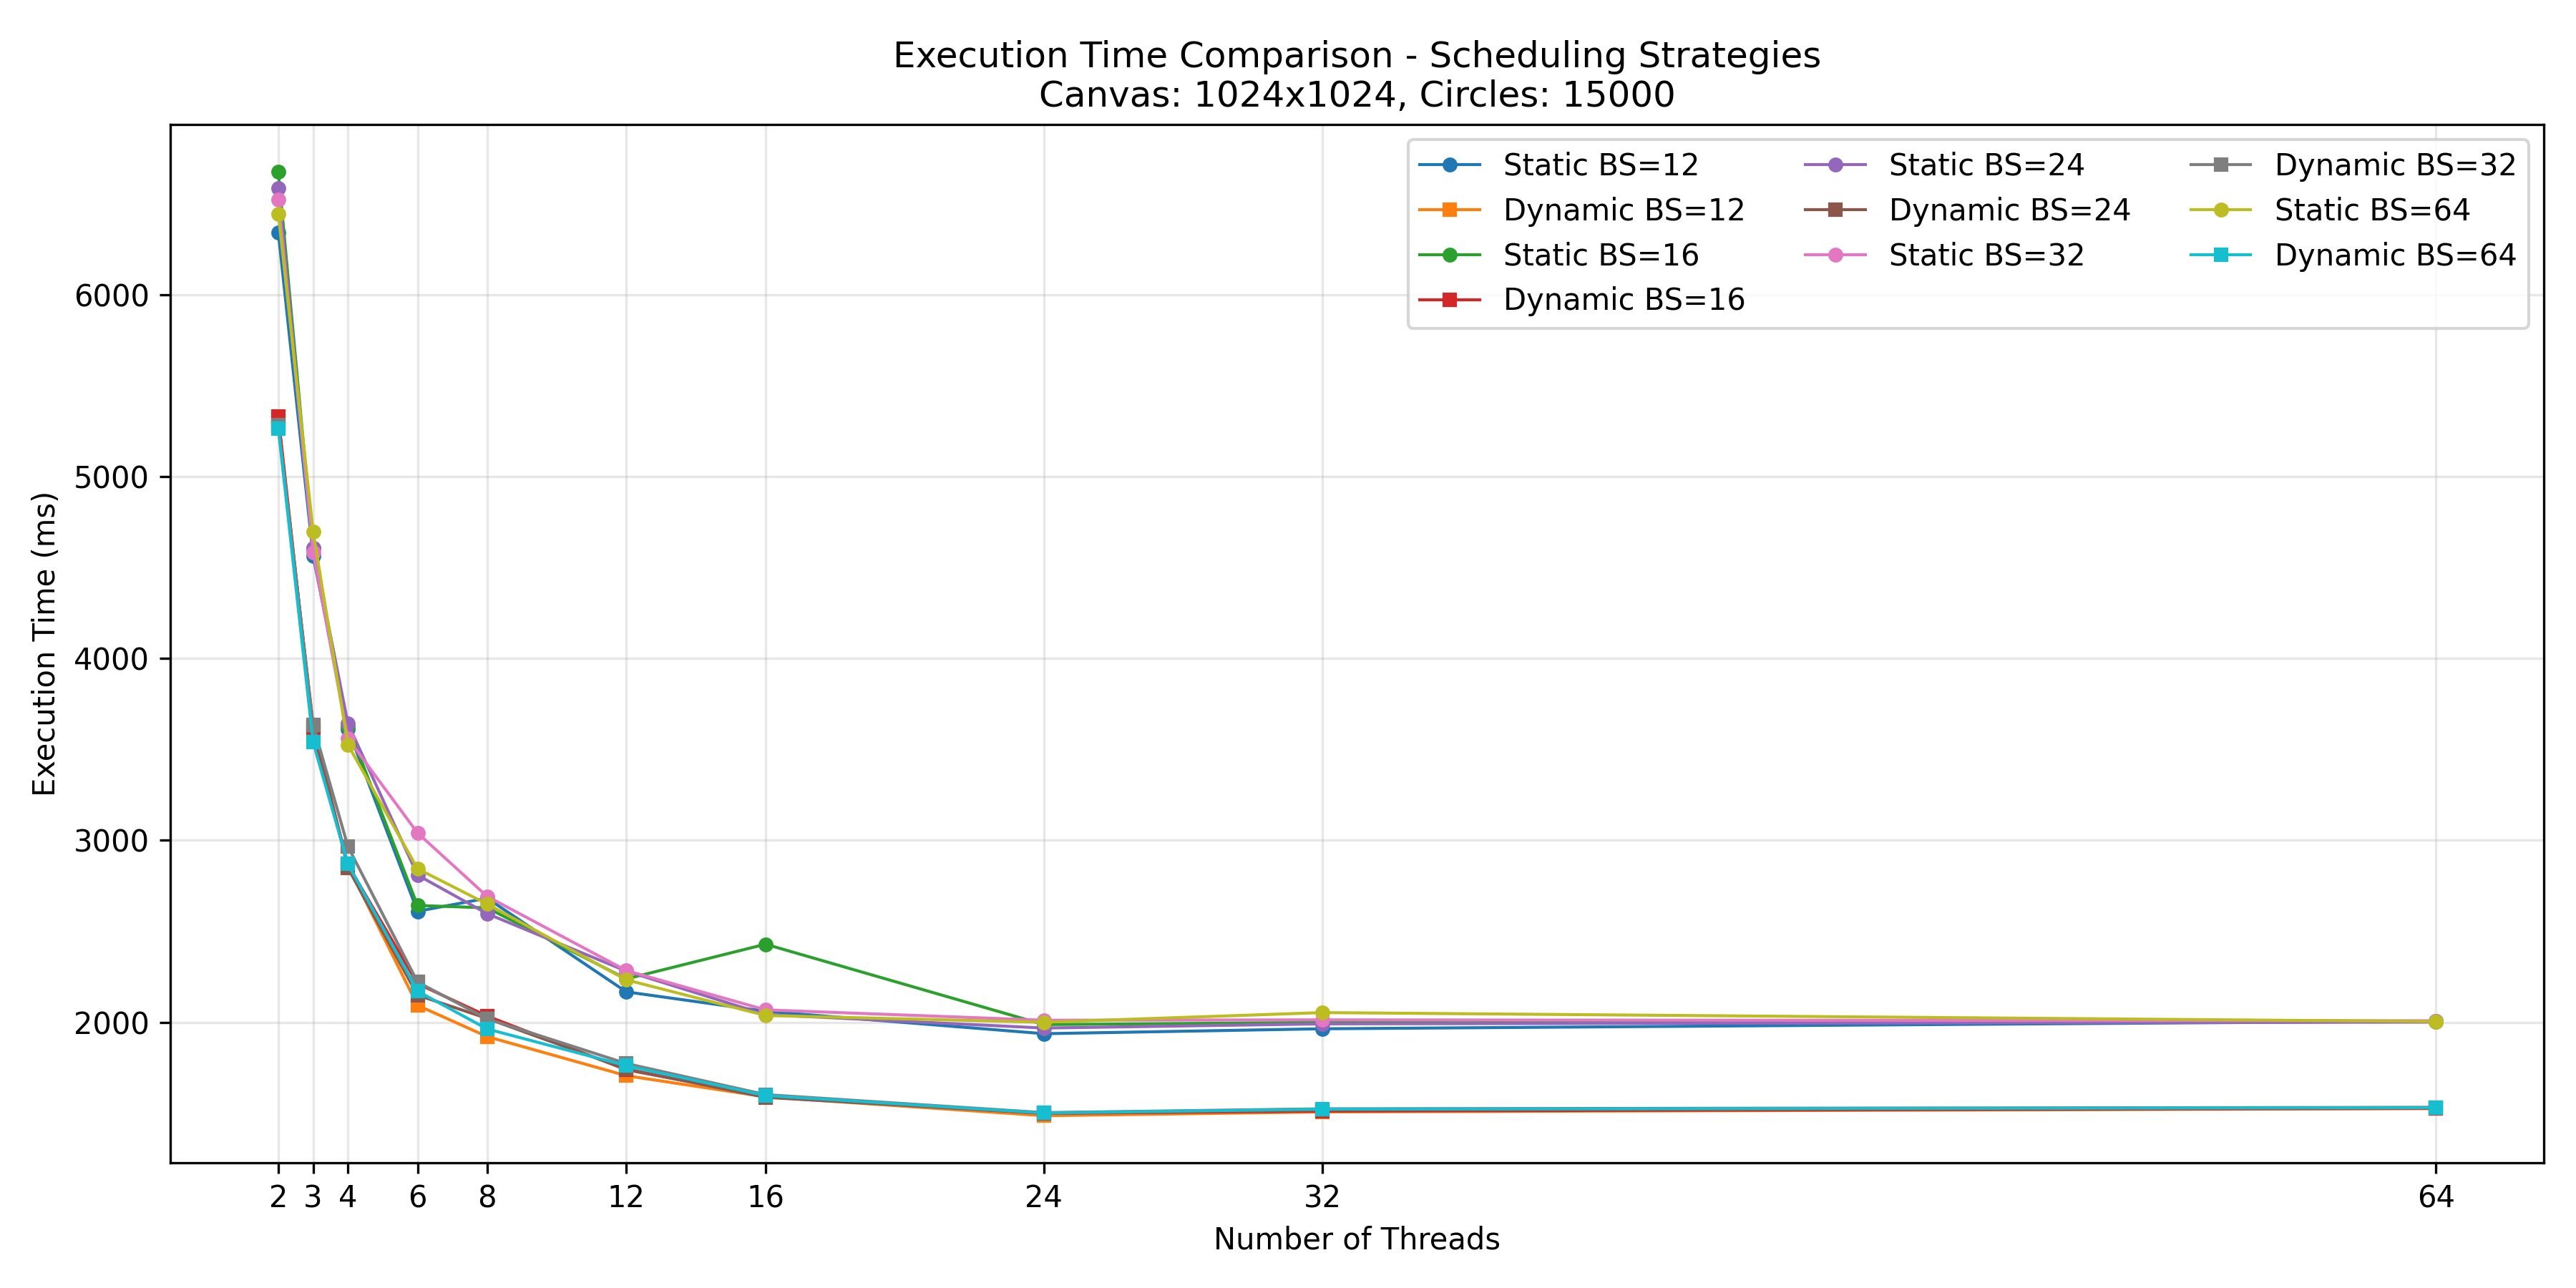 Execution Time Comparison - Scheduling Strategies
Canvas: 1024x1024, Circles: 15000
Static BS=12
Dynamic BS=12
Static BS=16
Dynamic BS=16
Static BS=24
Dynamic BS=24
Static BS=32
Dynamic BS=32
Static BS=64
Dynamic BS=64
Execution Time (ms)
6000
5000
4000
3000
2000
2 3 4 6 8 12 16 24 32 64
Number of Threads